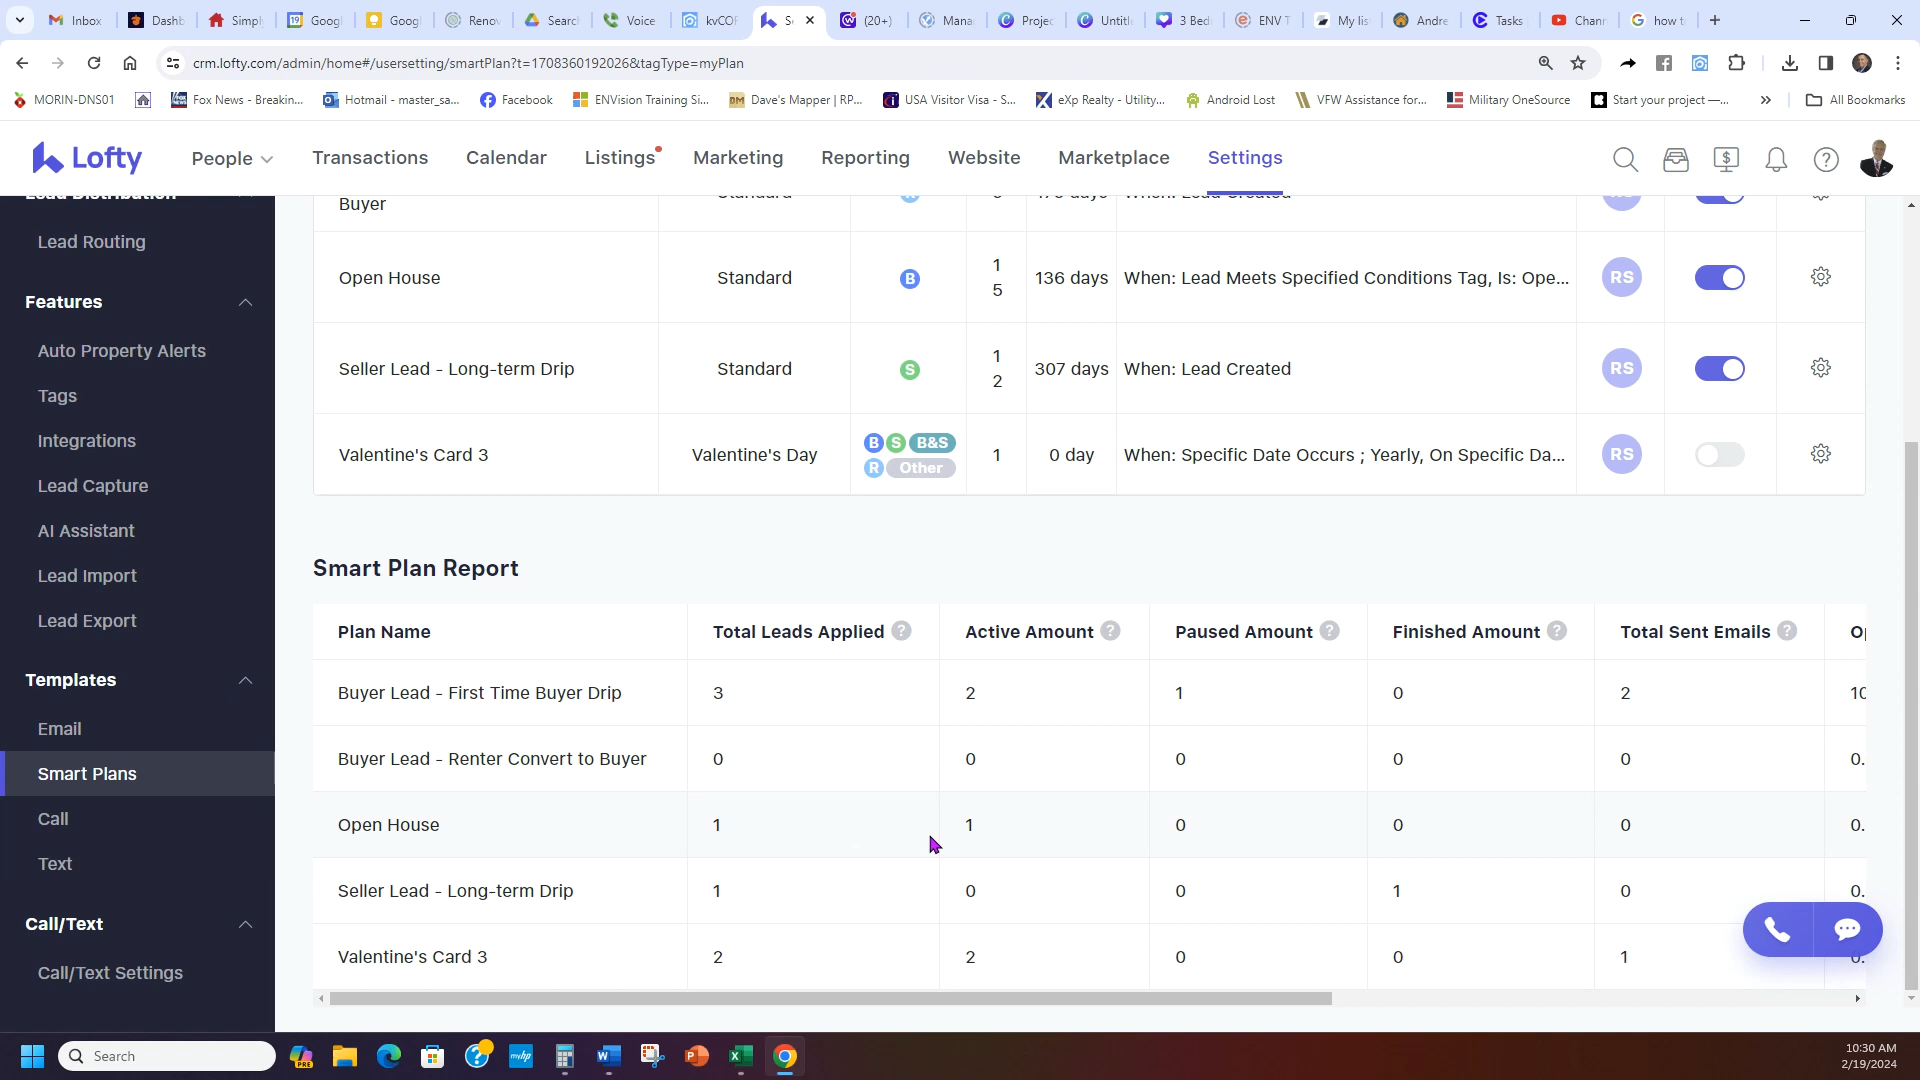 Inbox
Dashb
Simpl
Googl
Googl
Renov
Search
Voice
kvCOR
S
(20+)
Mana
Projec
Untitl
3 Bed
ENV T
My lis
Andre
Tasks
Chann
how t
crm.lofty.com/admin/home#/usersetting/smartPlan?t=1708360192026&tagType=myPlan
MORIN-DNS01
Fox News - Breakin...
Hotmail - master_sa...
Facebook
ENVision Training Si...
Dave's Mapper | RP...
USA Visitor Visa - S...
eXp Realty - Utility...
Android Lost
VFW Assistance for...
Military OneSource
Start your project —...
»
All Bookmarks
Lofty
People
Transactions
Calendar
Listings
Marketing
Reporting
Website
Marketplace
Settings
Lead Distribution
Lead Routing
Features
Auto Property Alerts
Tags
Integrations
Lead Capture
AI Assistant
Lead Import
Lead Export
Templates
Email
Smart Plans
Call
Text
Call/Text
Call/Text Settings
Buyer
When: Lead Created
Open House
Standard
B
1
5
136 days
When: Lead Meets Specified Conditions Tag, Is: Ope...
RS
Seller Lead - Long-term Drip
Standard
S
1
2
307 days
When: Lead Created
RS
Valentine's Card 3
Valentine's Day
B S B&S
R Other
1
0 day
When: Specific Date Occurs ; Yearly, On Specific Da...
RS
Smart Plan Report
Plan Name Total Leads Applied ? Active Amount ? Paused Amount ? Finished Amount ? Total Sent Emails ?
Buyer Lead - First Time Buyer Drip 3 2 1 0 2 10
Buyer Lead - Renter Convert to Buyer 0 0 0 0 0 0.
Open House 1 1 0 0 0 0.
Seller Lead - Long-term Drip 1 0 0 1 0 0.
Valentine's Card 3 2 2 0 0 1 0.
Search
PRE
myhp
10:30 AM
2/19/2024